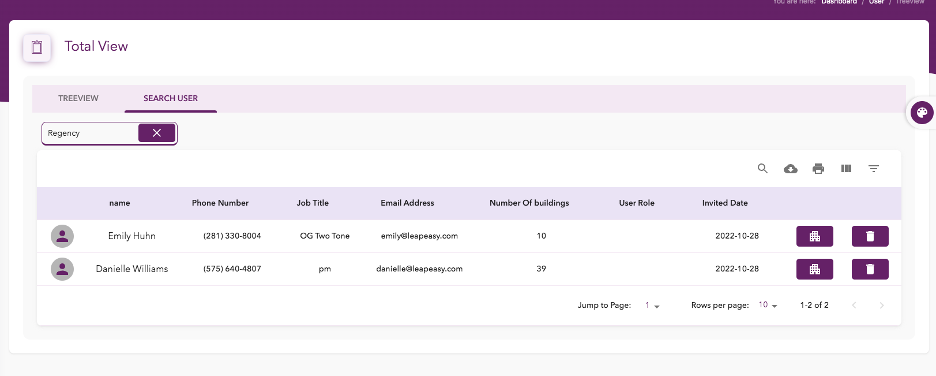 You are here: Dashboard / User / Treeview
Total View
TREEVIEW SEARCH USER
Regency
name Phone Number Job Title Email Address Number Of buildings User Role Invited Date
Emily Huhn (281) 330-8004 OG Two Tone emily@leapeasy.com 10 2022-10-28
Danielle Williams (575) 640-4807 pm danielle@leapeasy.com 39 2022-10-28
Jump to Page: 1 Rows per page: 10 1-2 of 2